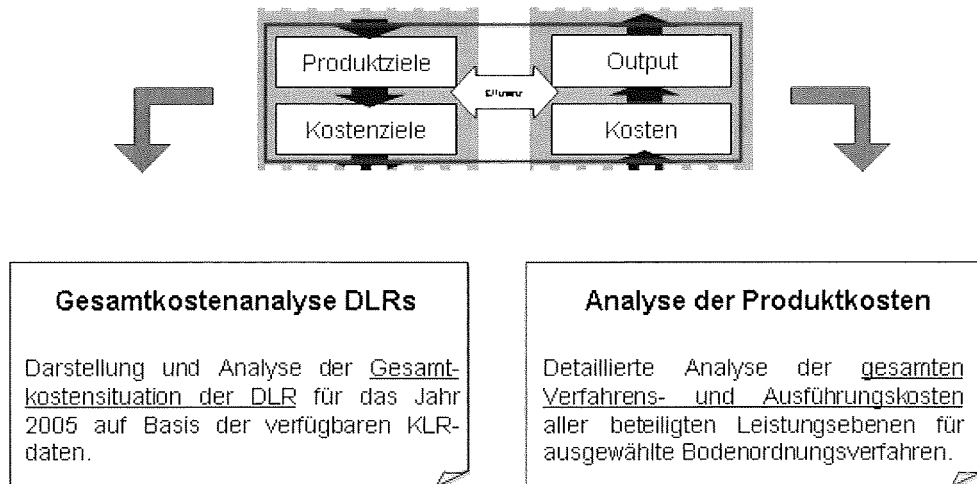 Produktziele
Output
Effizienz
Kostenziele
Kosten
Gesamtkostenanalyse DLRs
Darstellung und Analyse der Gesamt-
kostensituation der DLR für das Jahr
2005 auf Basis der verfügbaren KLR-
daten.
Analyse der Produktkosten
Detaillierte Analyse der gesamten
Verfahrens- und Ausführungskosten
aller beteiligten Leistungsebenen für
ausgewählte Bodenordnungsverfahren.